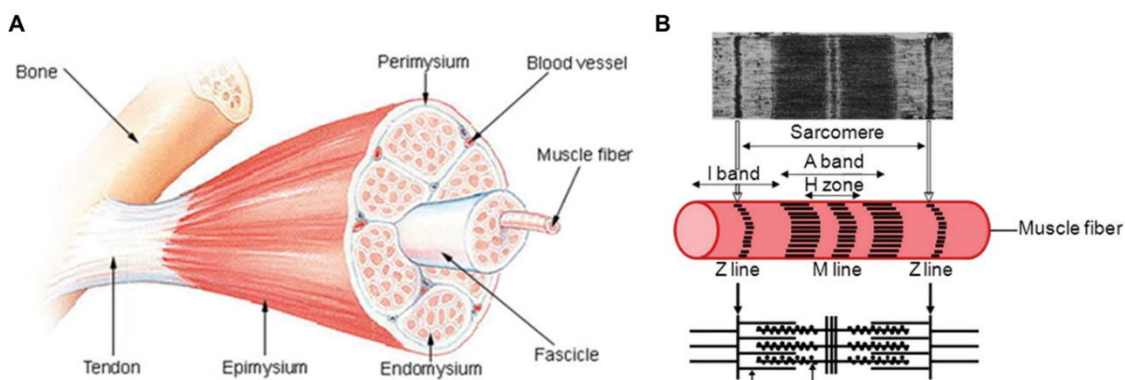 A
Bone
Perimysium
Blood vessel
Muscle fiber
Tendon
Epimysium
Endomysium
Fascicle
B
Sarcomere
A band
I band
H zone
Muscle fiber
Z line
M line
Z line